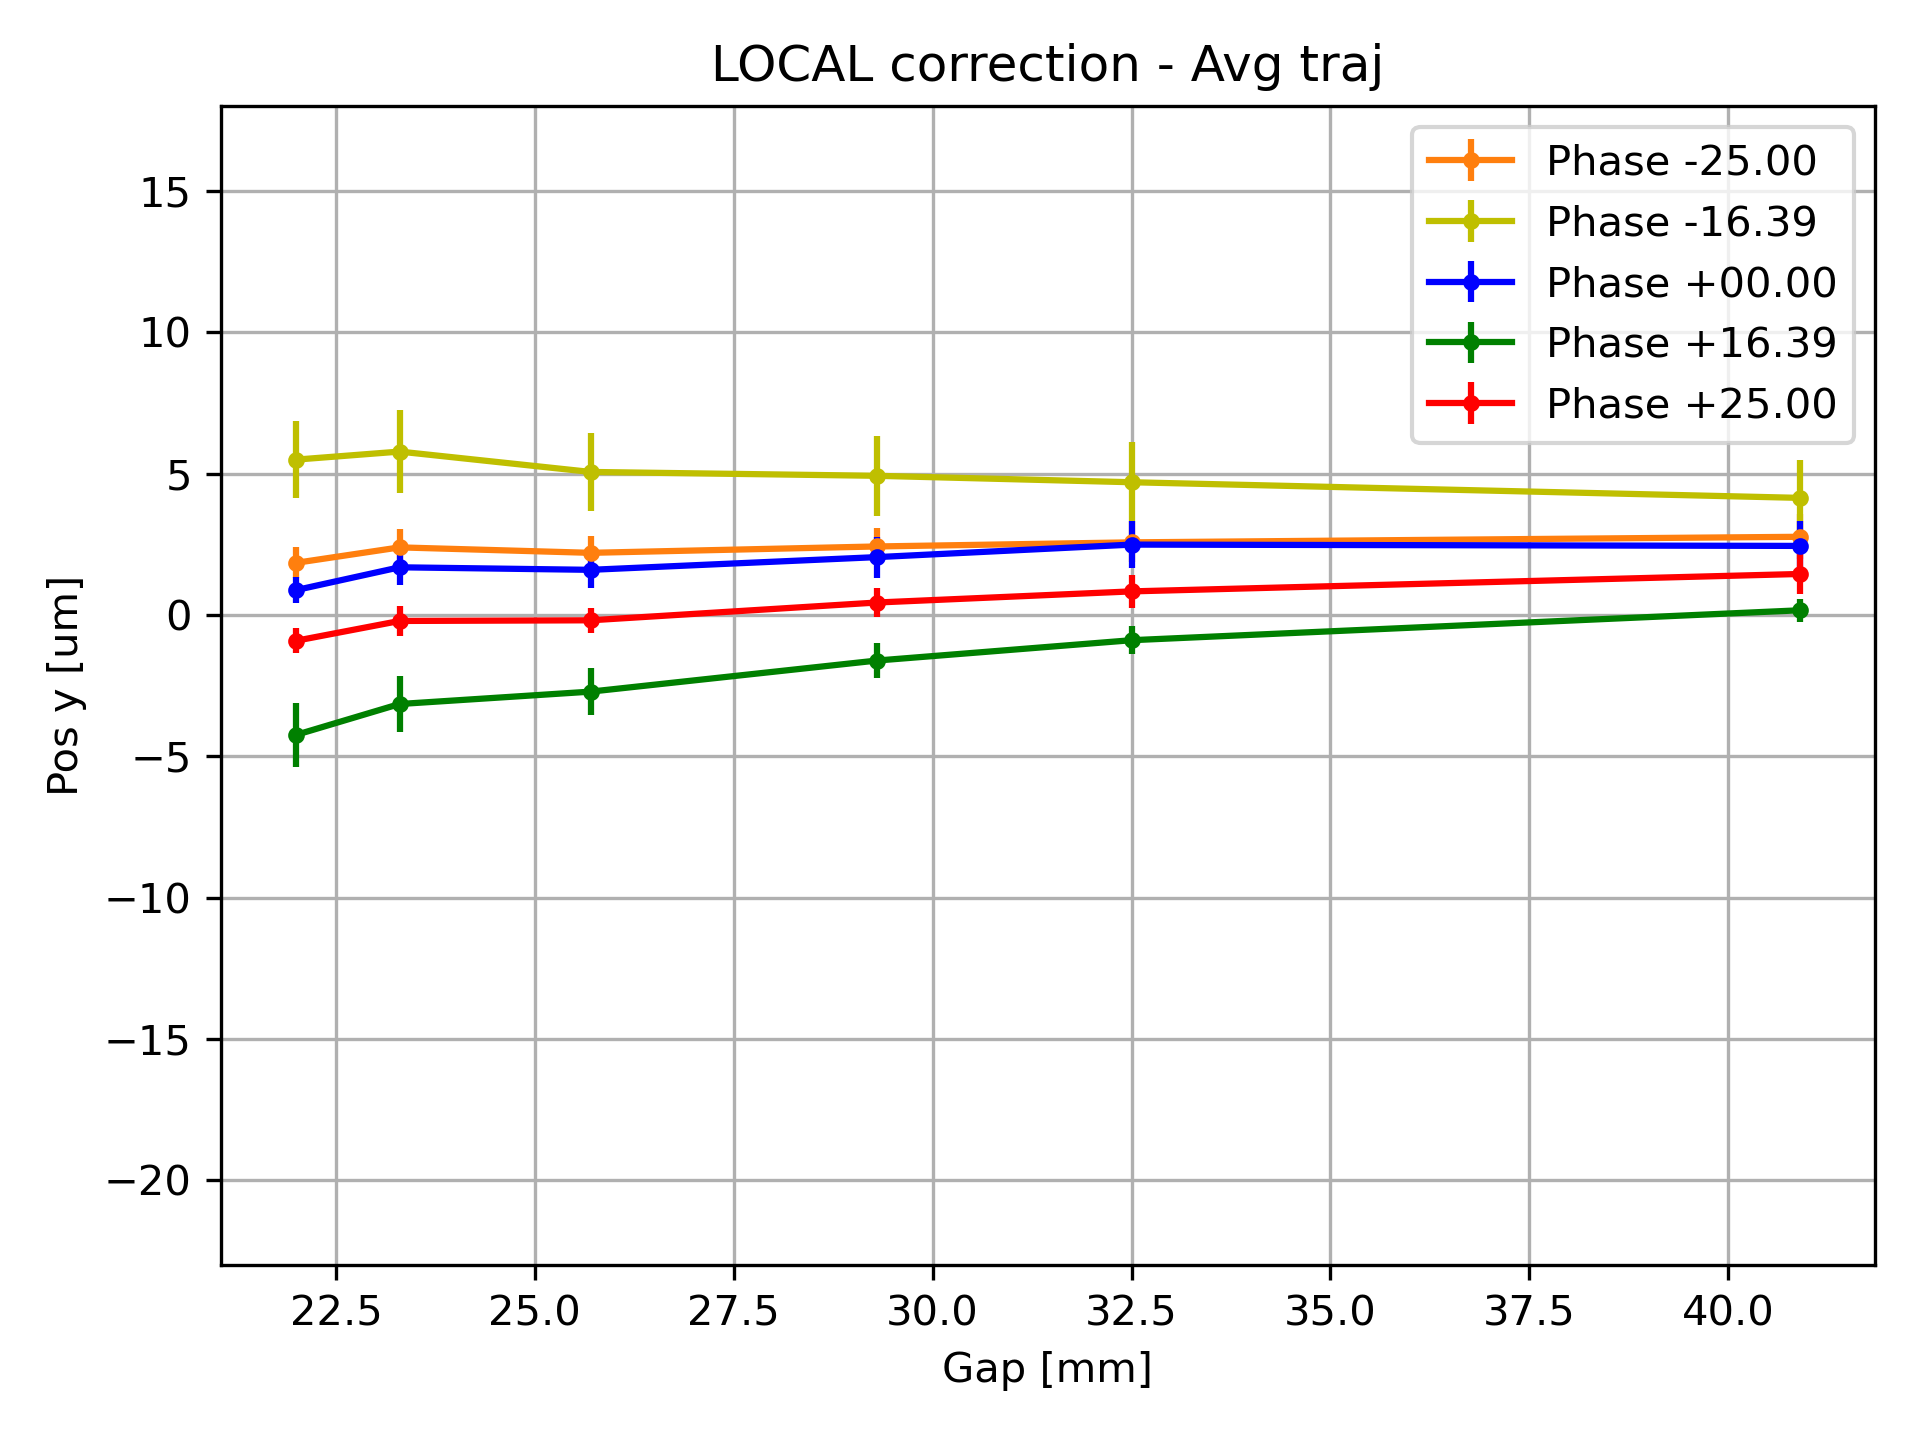 LOCAL correction - Avg traj
Phase -25.00
Phase -16.39
Phase +00.00
Phase +16.39
Phase +25.00
Pos y [um]
15
10
5
0
−5
−10
−15
−20
22.5 25.0 27.5 30.0 32.5 35.0 37.5 40.0
Gap [mm]